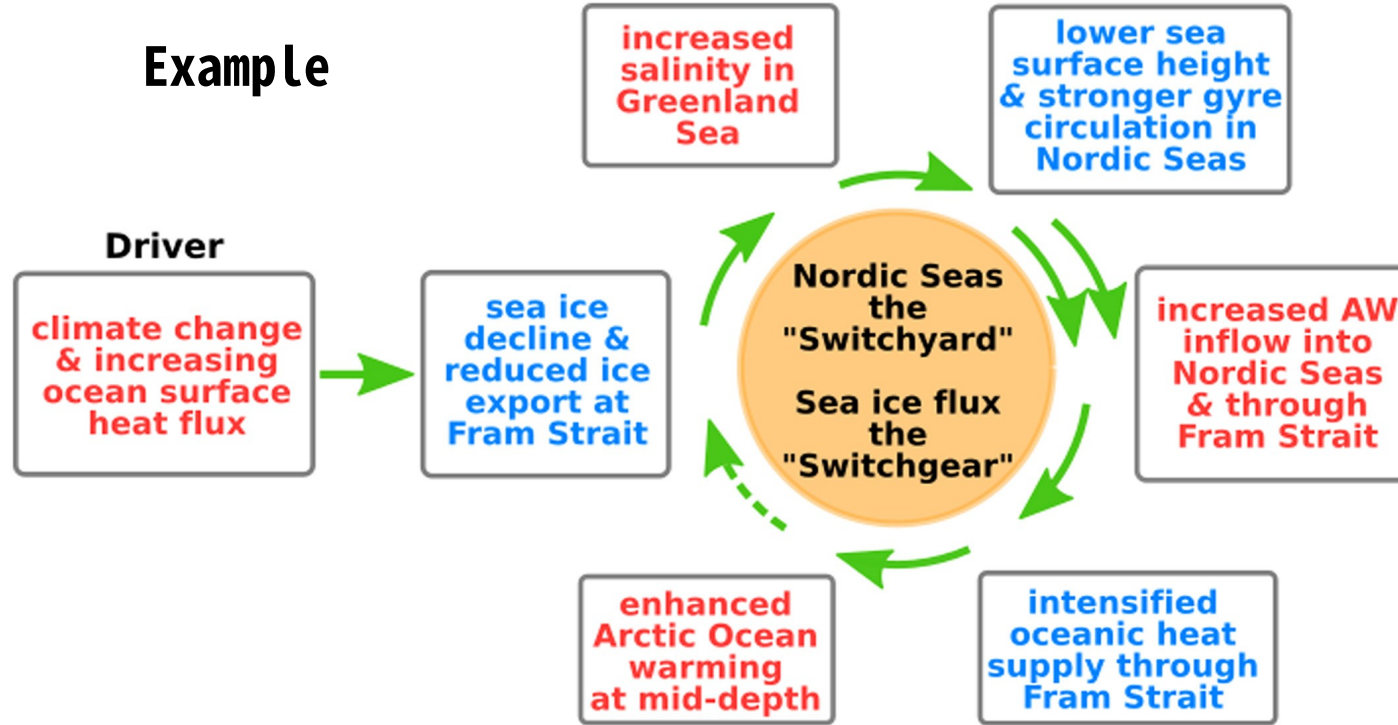 Example
Driver
climate change
& increasing
ocean surface
heat flux
sea ice
decline &
reduced ice
export at
Fram Strait
increased
salinity in
Greenland
Sea
lower sea
surface height
& stronger gyre
circulation in
Nordic Seas
increased AW
inflow into
Nordic Seas
& through
Fram Strait
intensified
oceanic heat
supply through
Fram Strait
enhanced
Arctic Ocean
warming
at mid-depth
Nordic Seas
the
"Switchyard"
Sea ice flux
the
"Switchgear"